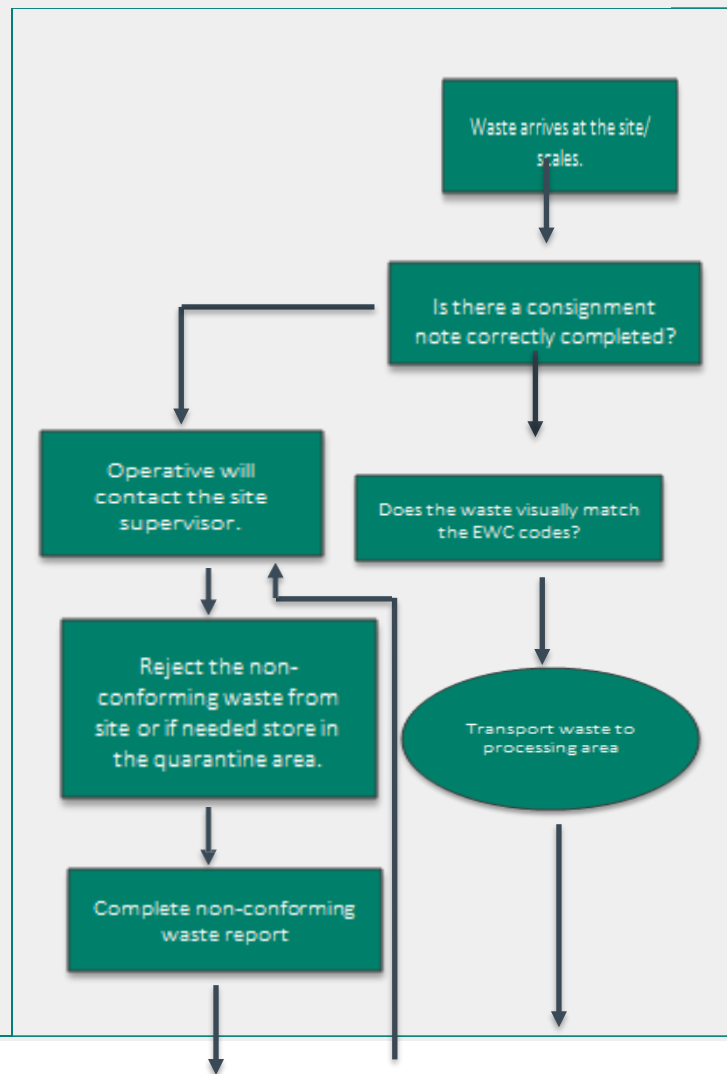 Waste arrives at the site/
scales.
Is there a consignment
note correctly completed?
Operative will
contact the site
supervisor.
Does the waste visually match
the EWC codes?
Reject the non-
conforming waste from
site or if needed store in
the quarantine area.
Transport waste to
processing area
Complete non-conforming
waste report